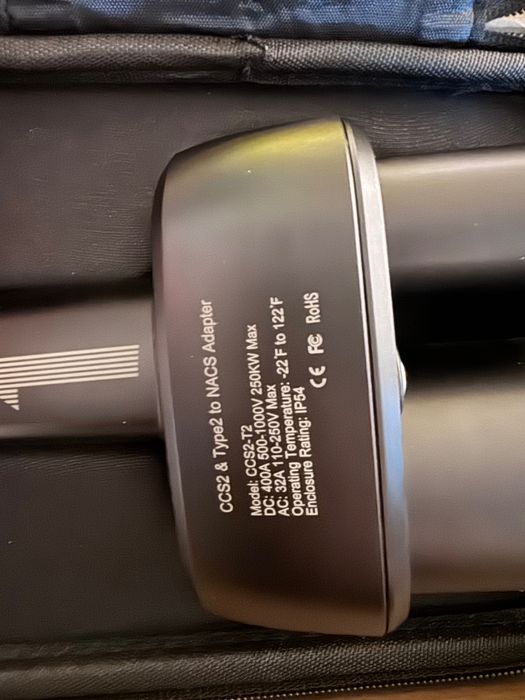 CCS2 & Type2 to NACS Adapter
Model: CCS2-T2
DC: 400A 500-1000V 250KW Max
AC: 32A 110-250V Max
Operating Temperature: -22°F to 122°F
Enclosure Rating: IP54
CE FC RoHS